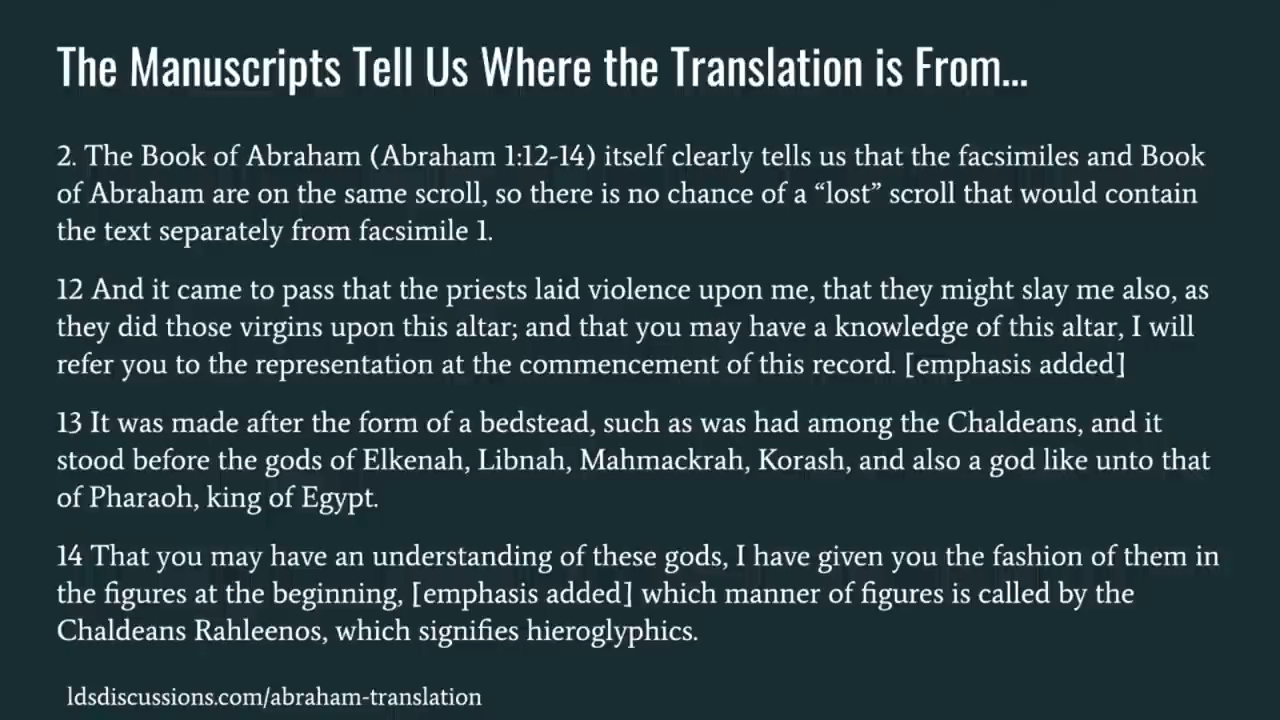 The Manuscripts Tell Us Where the Translation is From...
2. The Book of Abraham (Abraham 1:12-14) itself clearly tells us that the facsimiles and Book
of Abraham are on the same scroll, so there is no chance of a “lost” scroll that would contain
the text separately from facsimile 1.
12 And it came to pass that the priests laid violence upon me, that they might slay me also, as
they did those virgins upon this altar; and that you may have a knowledge of this altar, I will
refer you to the representation at the commencement of this record. [emphasis added]
13 It was made after the form of a bedstead, such as was had among the Chaldeans, and it
stood before the gods of Elkenah, Libnah, Mahmackrah, Korash, and also a god like unto that
of Pharaoh, king of Egypt.
14 That you may have an understanding of these gods, I have given you the fashion of them in
the figures at the beginning, [emphasis added] which manner of figures is called by the
Chaldeans Rahleenos, which signifies hieroglyphics.
ldsdiscussions.com/abraham-translation